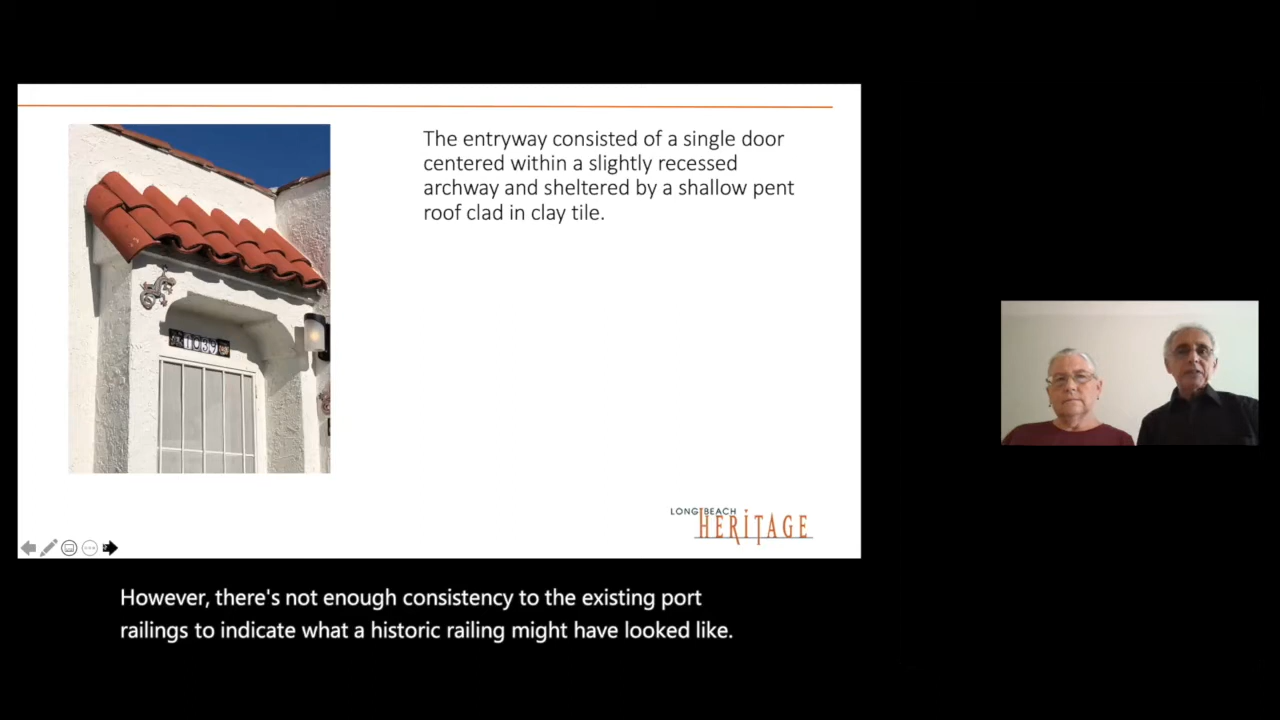 The entryway consisted of a single door
centered within a slightly recessed
archway and sheltered by a shallow pent
roof clad in clay tile.
1039
LONG BEACH
HERITAGE
However, there's not enough consistency to the existing port
railings to indicate what a historic railing might have looked like.